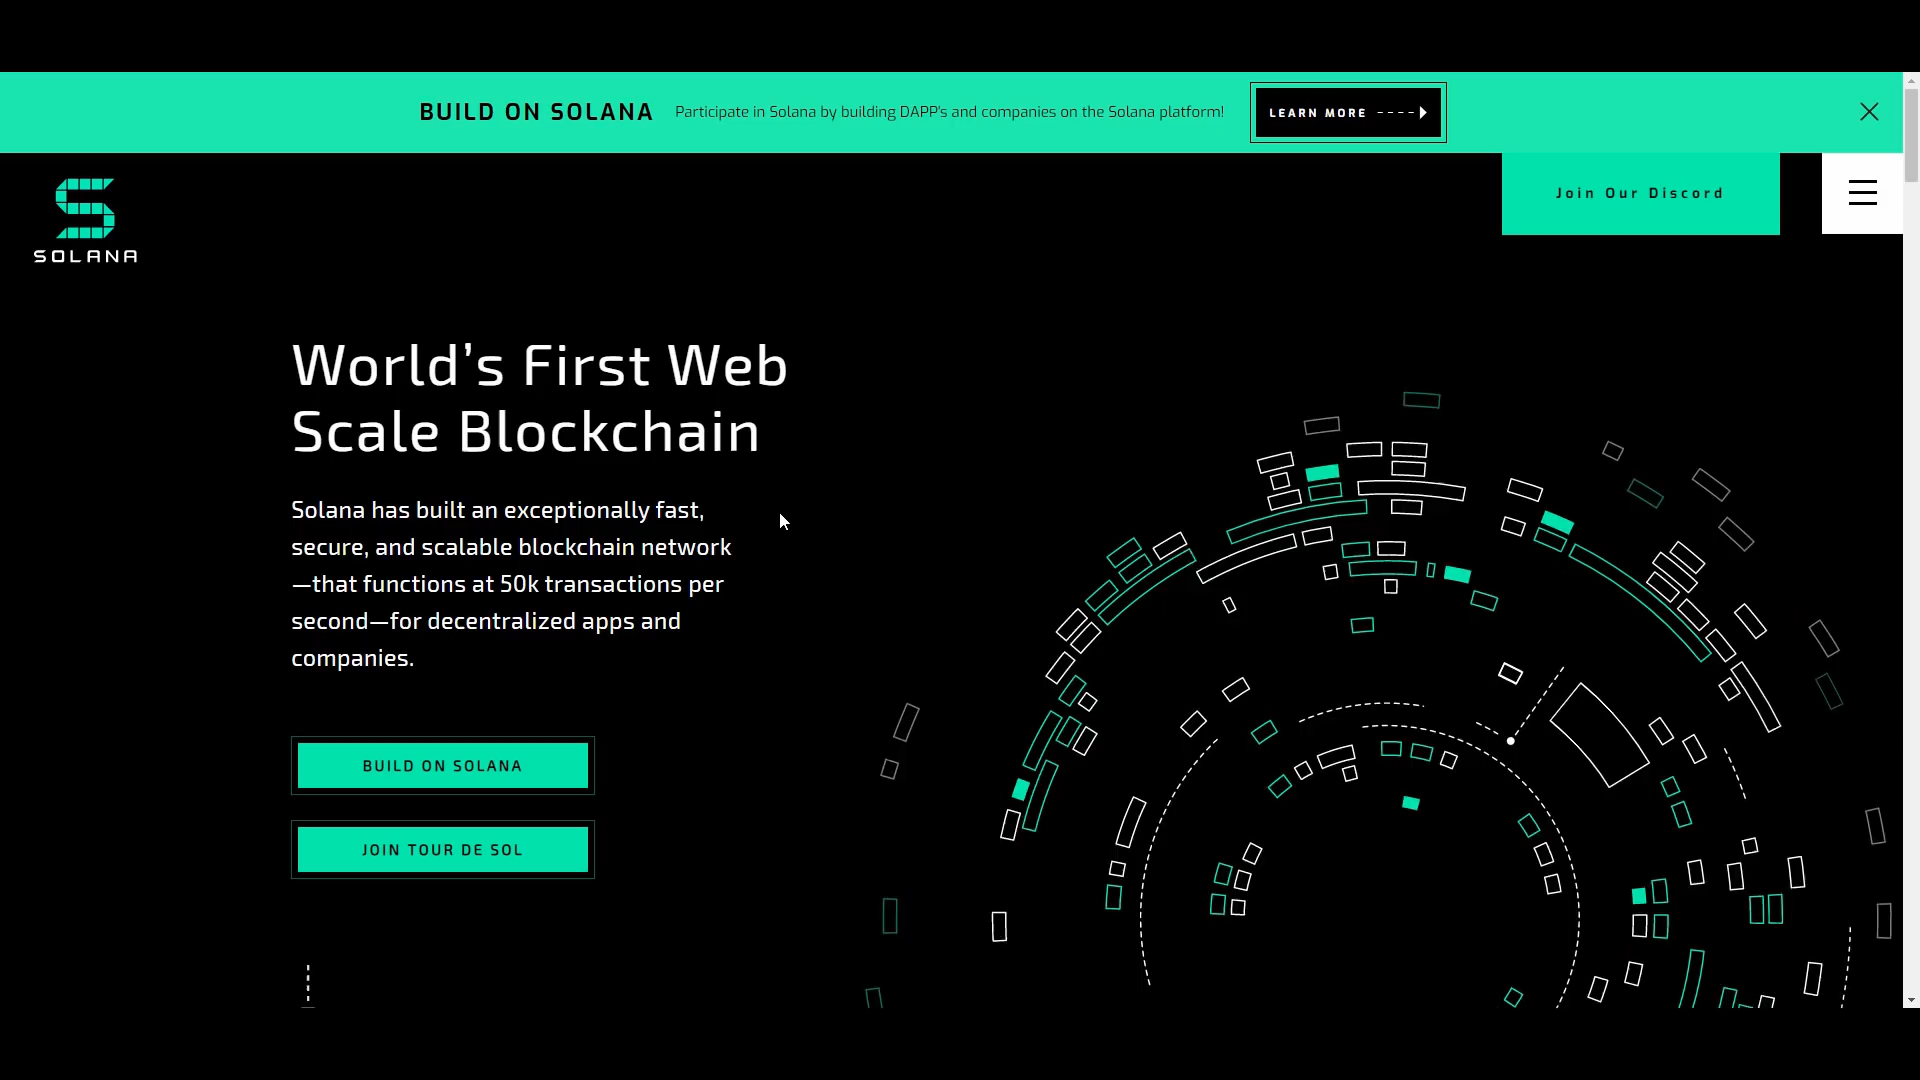 BUILD ON SOLANA Participate in Solana by building DAPP's and companies on the Solana platform! LEARN MORE
Join Our Discord
SOLANA
World’s First Web
Scale Blockchain
Solana has built an exceptionally fast,
secure, and scalable blockchain network
—that functions at 50k transactions per
second—for decentralized apps and
companies.
BUILD ON SOLANA
JOIN TOUR DE SOL